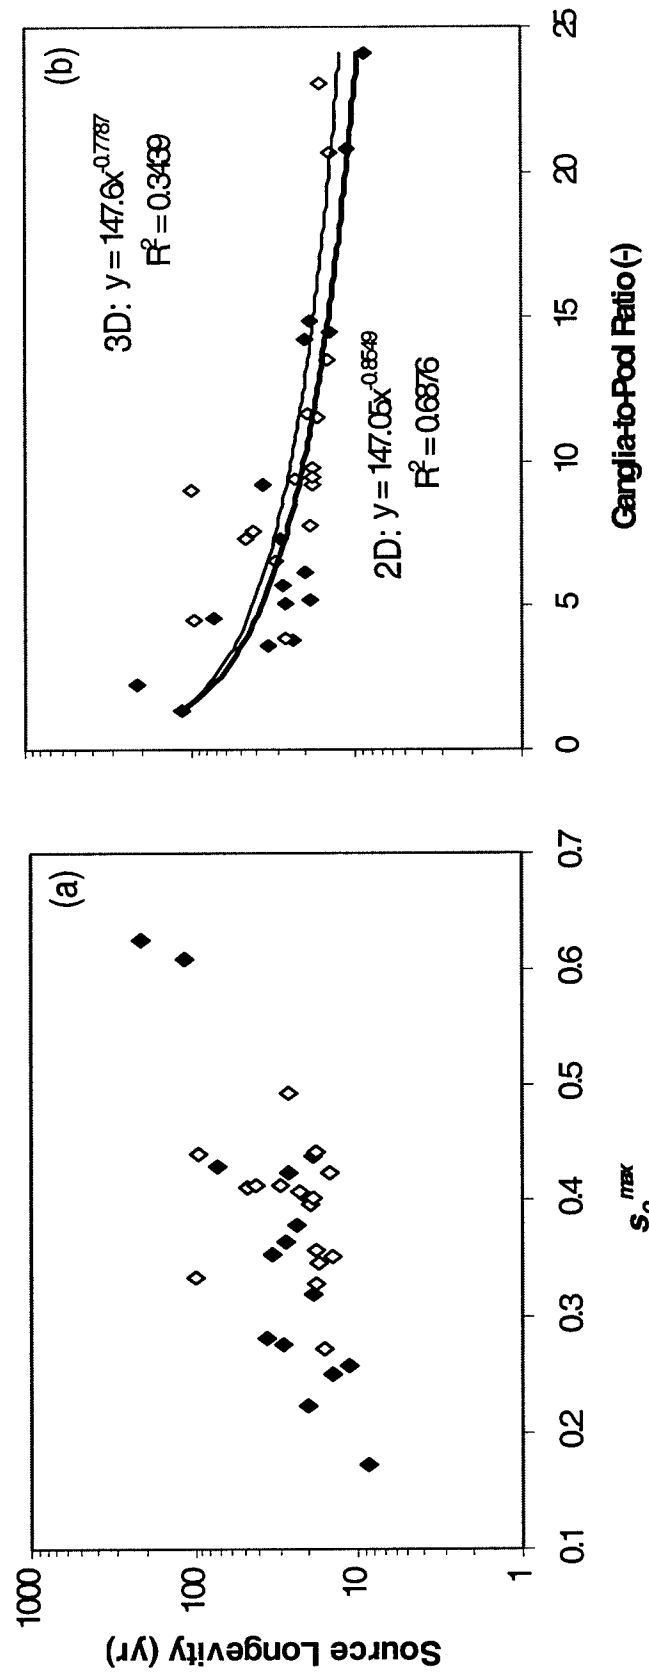 (a)
Source Longevity (yr)
1000
100
10
1
0.1
0.2
0.3
0.4
0.5
0.6
0.7
max
(b)
3D: y = 147.6x^-0.7787
R² = 0.3439
2D: y = 147.05x^-0.8549
R² = 0.6876
0
5
10
15
20
25
Ganglia-to-Pool Ratio (-)